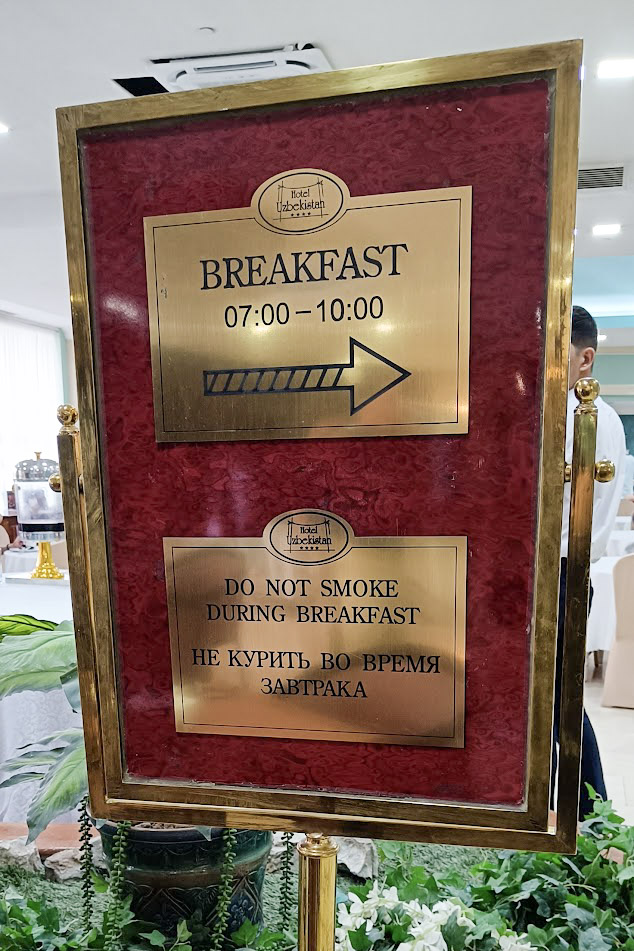 Hotel
Uzbekistan
★★★★
BREAKFAST
07:00 – 10:00
Hotel
Uzbekistan
★★★★
DO NOT SMOKE
DURING BREAKFAST
НЕ КУРИТЬ ВО ВРЕМЯ
ЗАВТРАКА